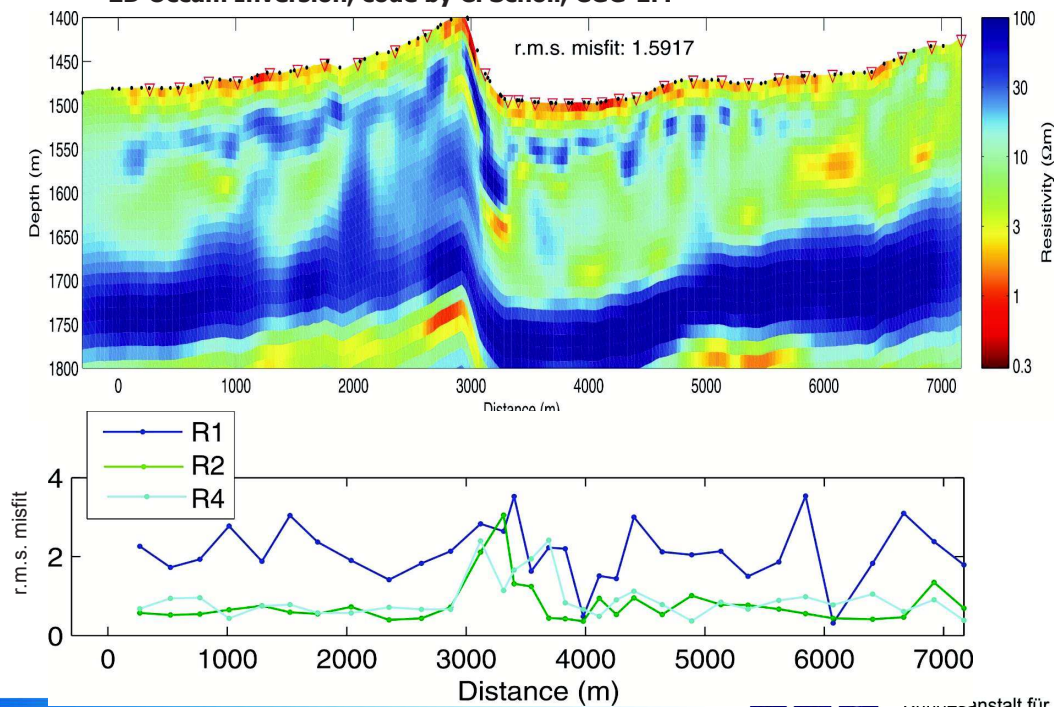 r.m.s. misfit: 1.5917
1400
1450
1500
1550
1600
1650
1700
1750
1800
Depth (m)
0 1000 2000 3000 4000 5000 6000 7000
Distance (m)
100
30
10
3
1
0.3
Resistivity (Ωm)
R1
R2
R4
4
2
0
r.m.s. misfit
0 1000 2000 3000 4000 5000 6000 7000
Distance (m)
für